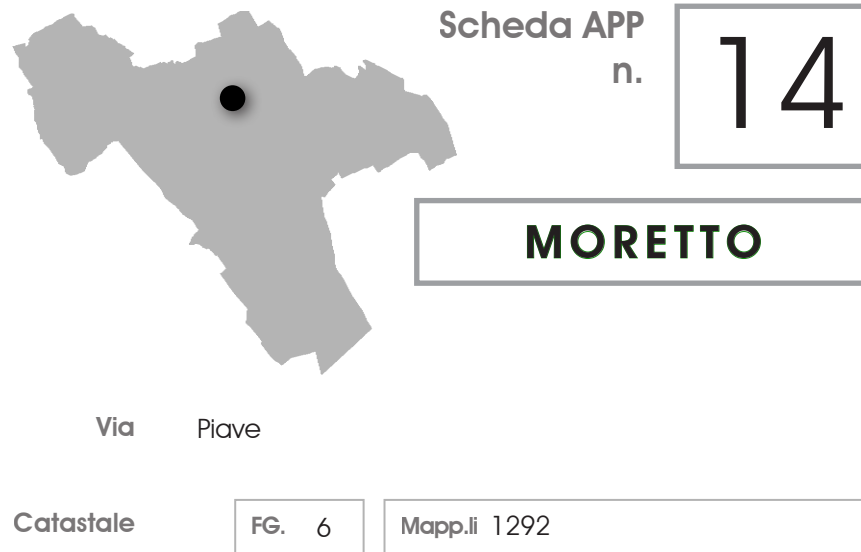 Scheda APP
n.
14
MORETTO
Via Piave
Catastale FG. 6 Mapp.li 1292